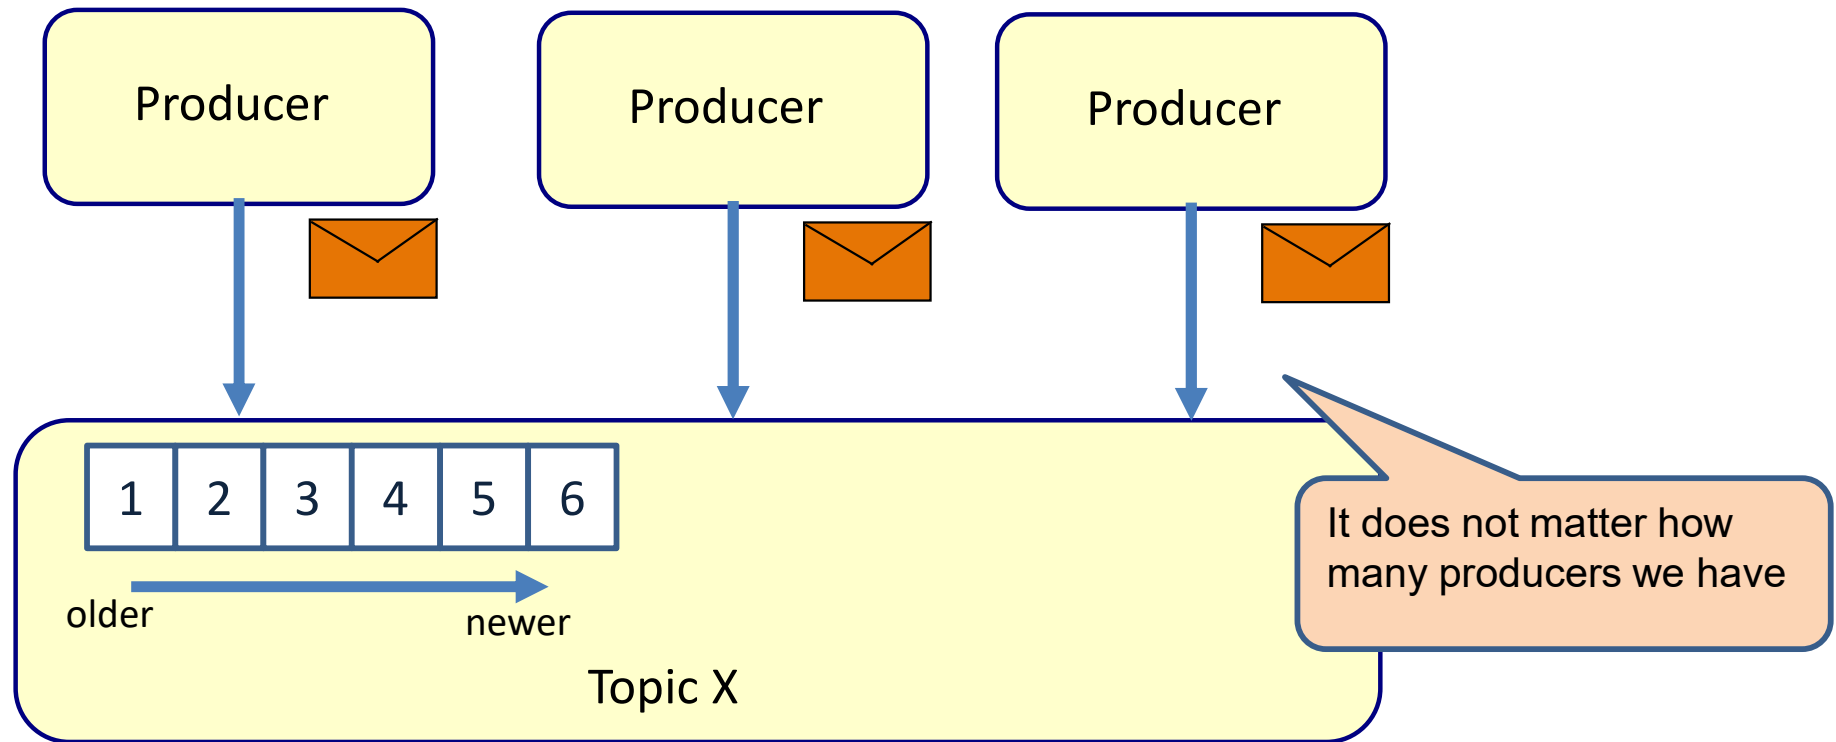 Producer
Producer
Producer
1 2 3 4 5 6
older
newer
It does not matter how
many producers we have
Topic X